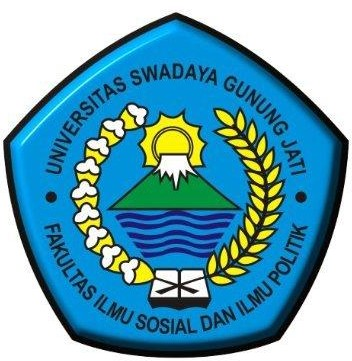 UNIVERSITAS SWADAYA GUNUNG JATI
FAKULTAS ILMU SOSIAL DAN ILMU POLITIK